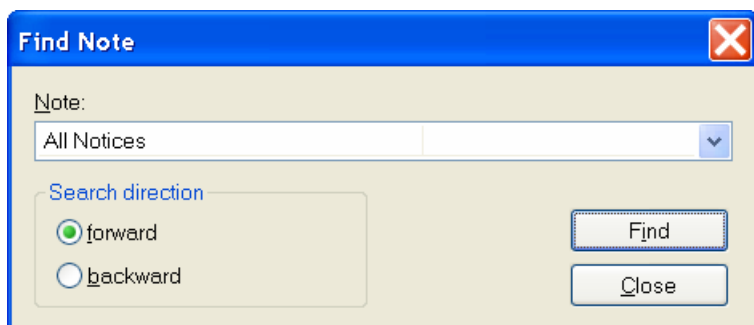 Find Note
Note:
All Notices
Search direction
forward
Find
backward
Close